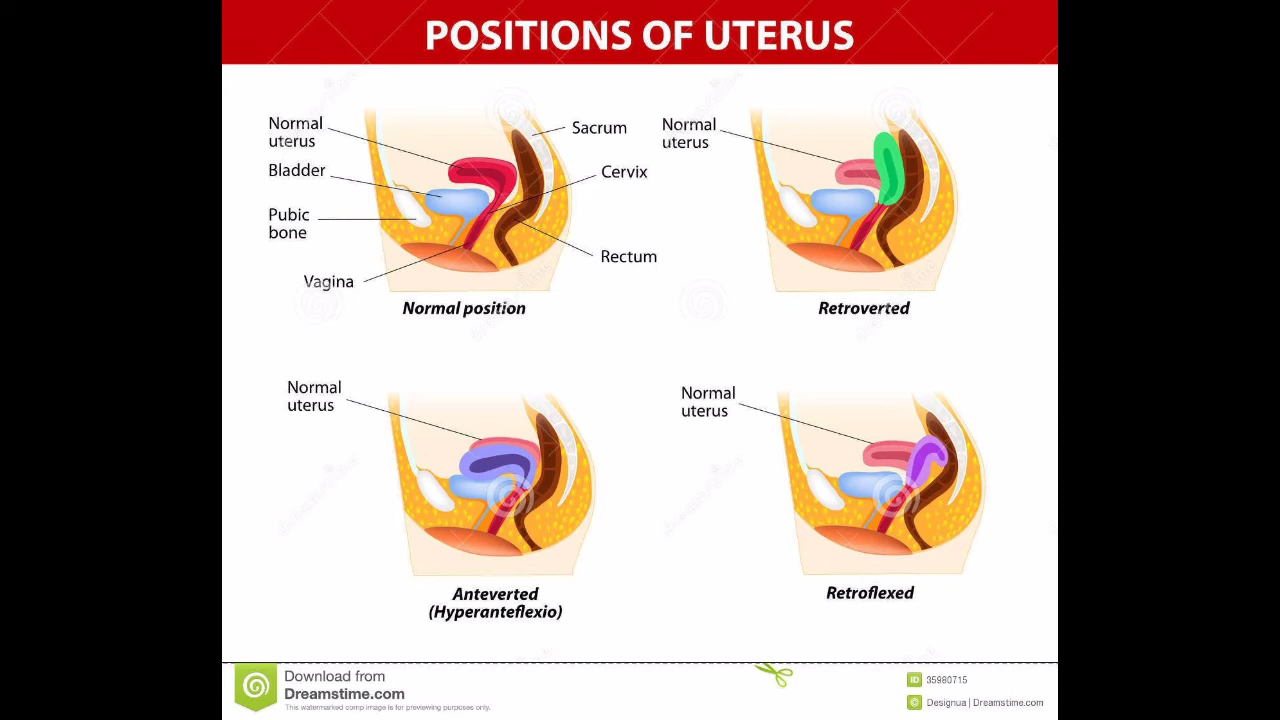 POSITIONS OF UTERUS
Normal
uterus
Bladder
Pubic
bone
Vagina
Sacrum
Cervix
Rectum
Normal position
Normal
uterus
Retroverted
Normal
uterus
Anteverted
(Hyperanteflexio)
Normal
uterus
Retroflexed
Download from
Dreamstime.com
This watermarked comp image is for previewing purposes only.
ID 35980715
© Designua | Dreamstime.com